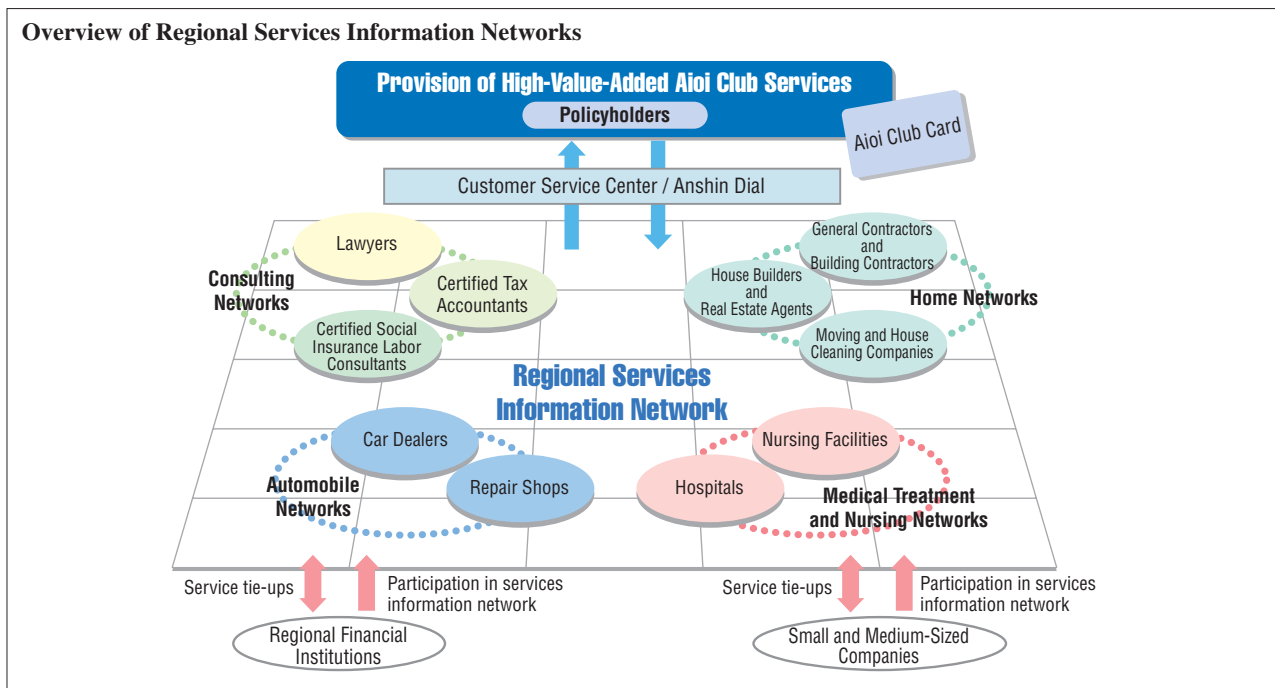 Overview of Regional Services Information Networks
Provision of High-Value-Added Aioi Club Services
Policyholders
Aioi Club Card
Customer Service Center / Anshin Dial
Lawyers
Consulting
Networks
Certified Tax
Accountants
Certified Social
Insurance Labor
Consultants
General Contractors
and
Building Contractors
House Builders
and
Real Estate Agents
Home Networks
Moving and House
Cleaning Companies
Regional Services
Information Network
Car Dealers
Automobile
Networks
Repair Shops
Nursing Facilities
Hospitals
Medical Treatment
and Nursing Networks
Service tie-ups
Participation in services
information network
Regional Financial
Institutions
Service tie-ups
Participation in services
information network
Small and Medium-Sized
Companies